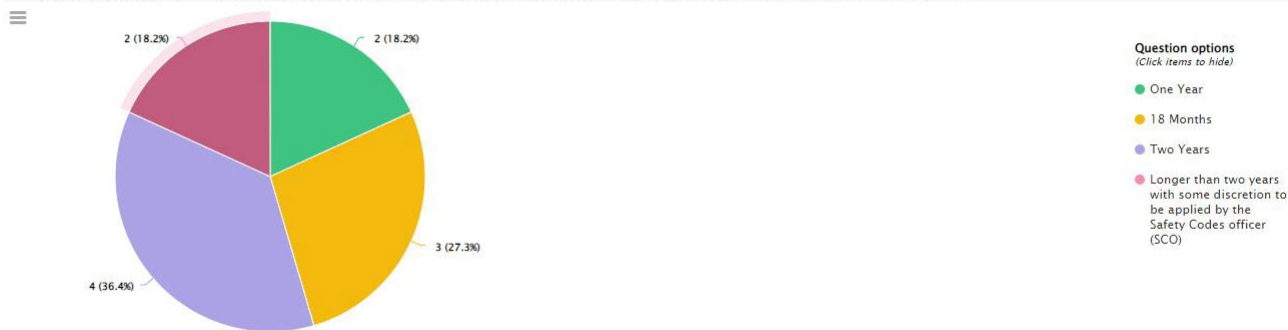 2 (18.2%)
2 (18.2%)
3 (27.3%)
4 (36.4%)
Question options
(Click items to hide)
One Year
18 Months
Two Years
Longer than two years
with some discretion to
be applied by the
Safety Codes officer
(SCO)